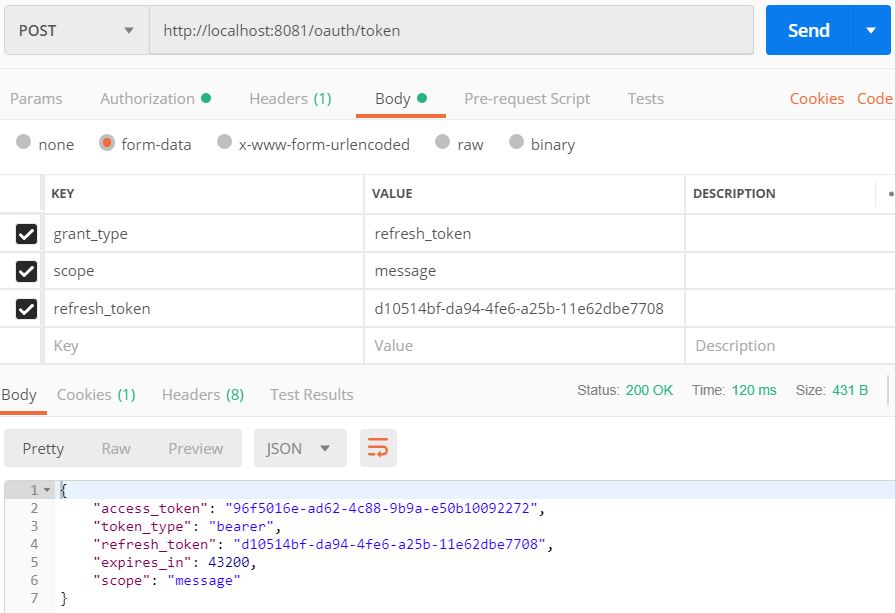 POST http://localhost:8081/oauth/token Send
Params Authorization Headers (1) Body Pre-request Script Tests Cookies Code
none form-data x-www-form-urlencoded raw binary
KEY VALUE DESCRIPTION
grant_type refresh_token
scope message
refresh_token d10514bf-da94-4fe6-a25b-11e62dbe7708
Key Value Description
Body Cookies (1) Headers (8) Test Results Status: 200 OK Time: 120 ms Size: 431 B
Pretty Raw Preview JSON
1 {
2 "access_token": "96f5016e-ad62-4c88-9b9a-e50b10092272",
3 "token_type": "bearer",
4 "refresh_token": "d10514bf-da94-4fe6-a25b-11e62dbe7708",
5 "expires_in": 43200,
6 "scope": "message"
7 }